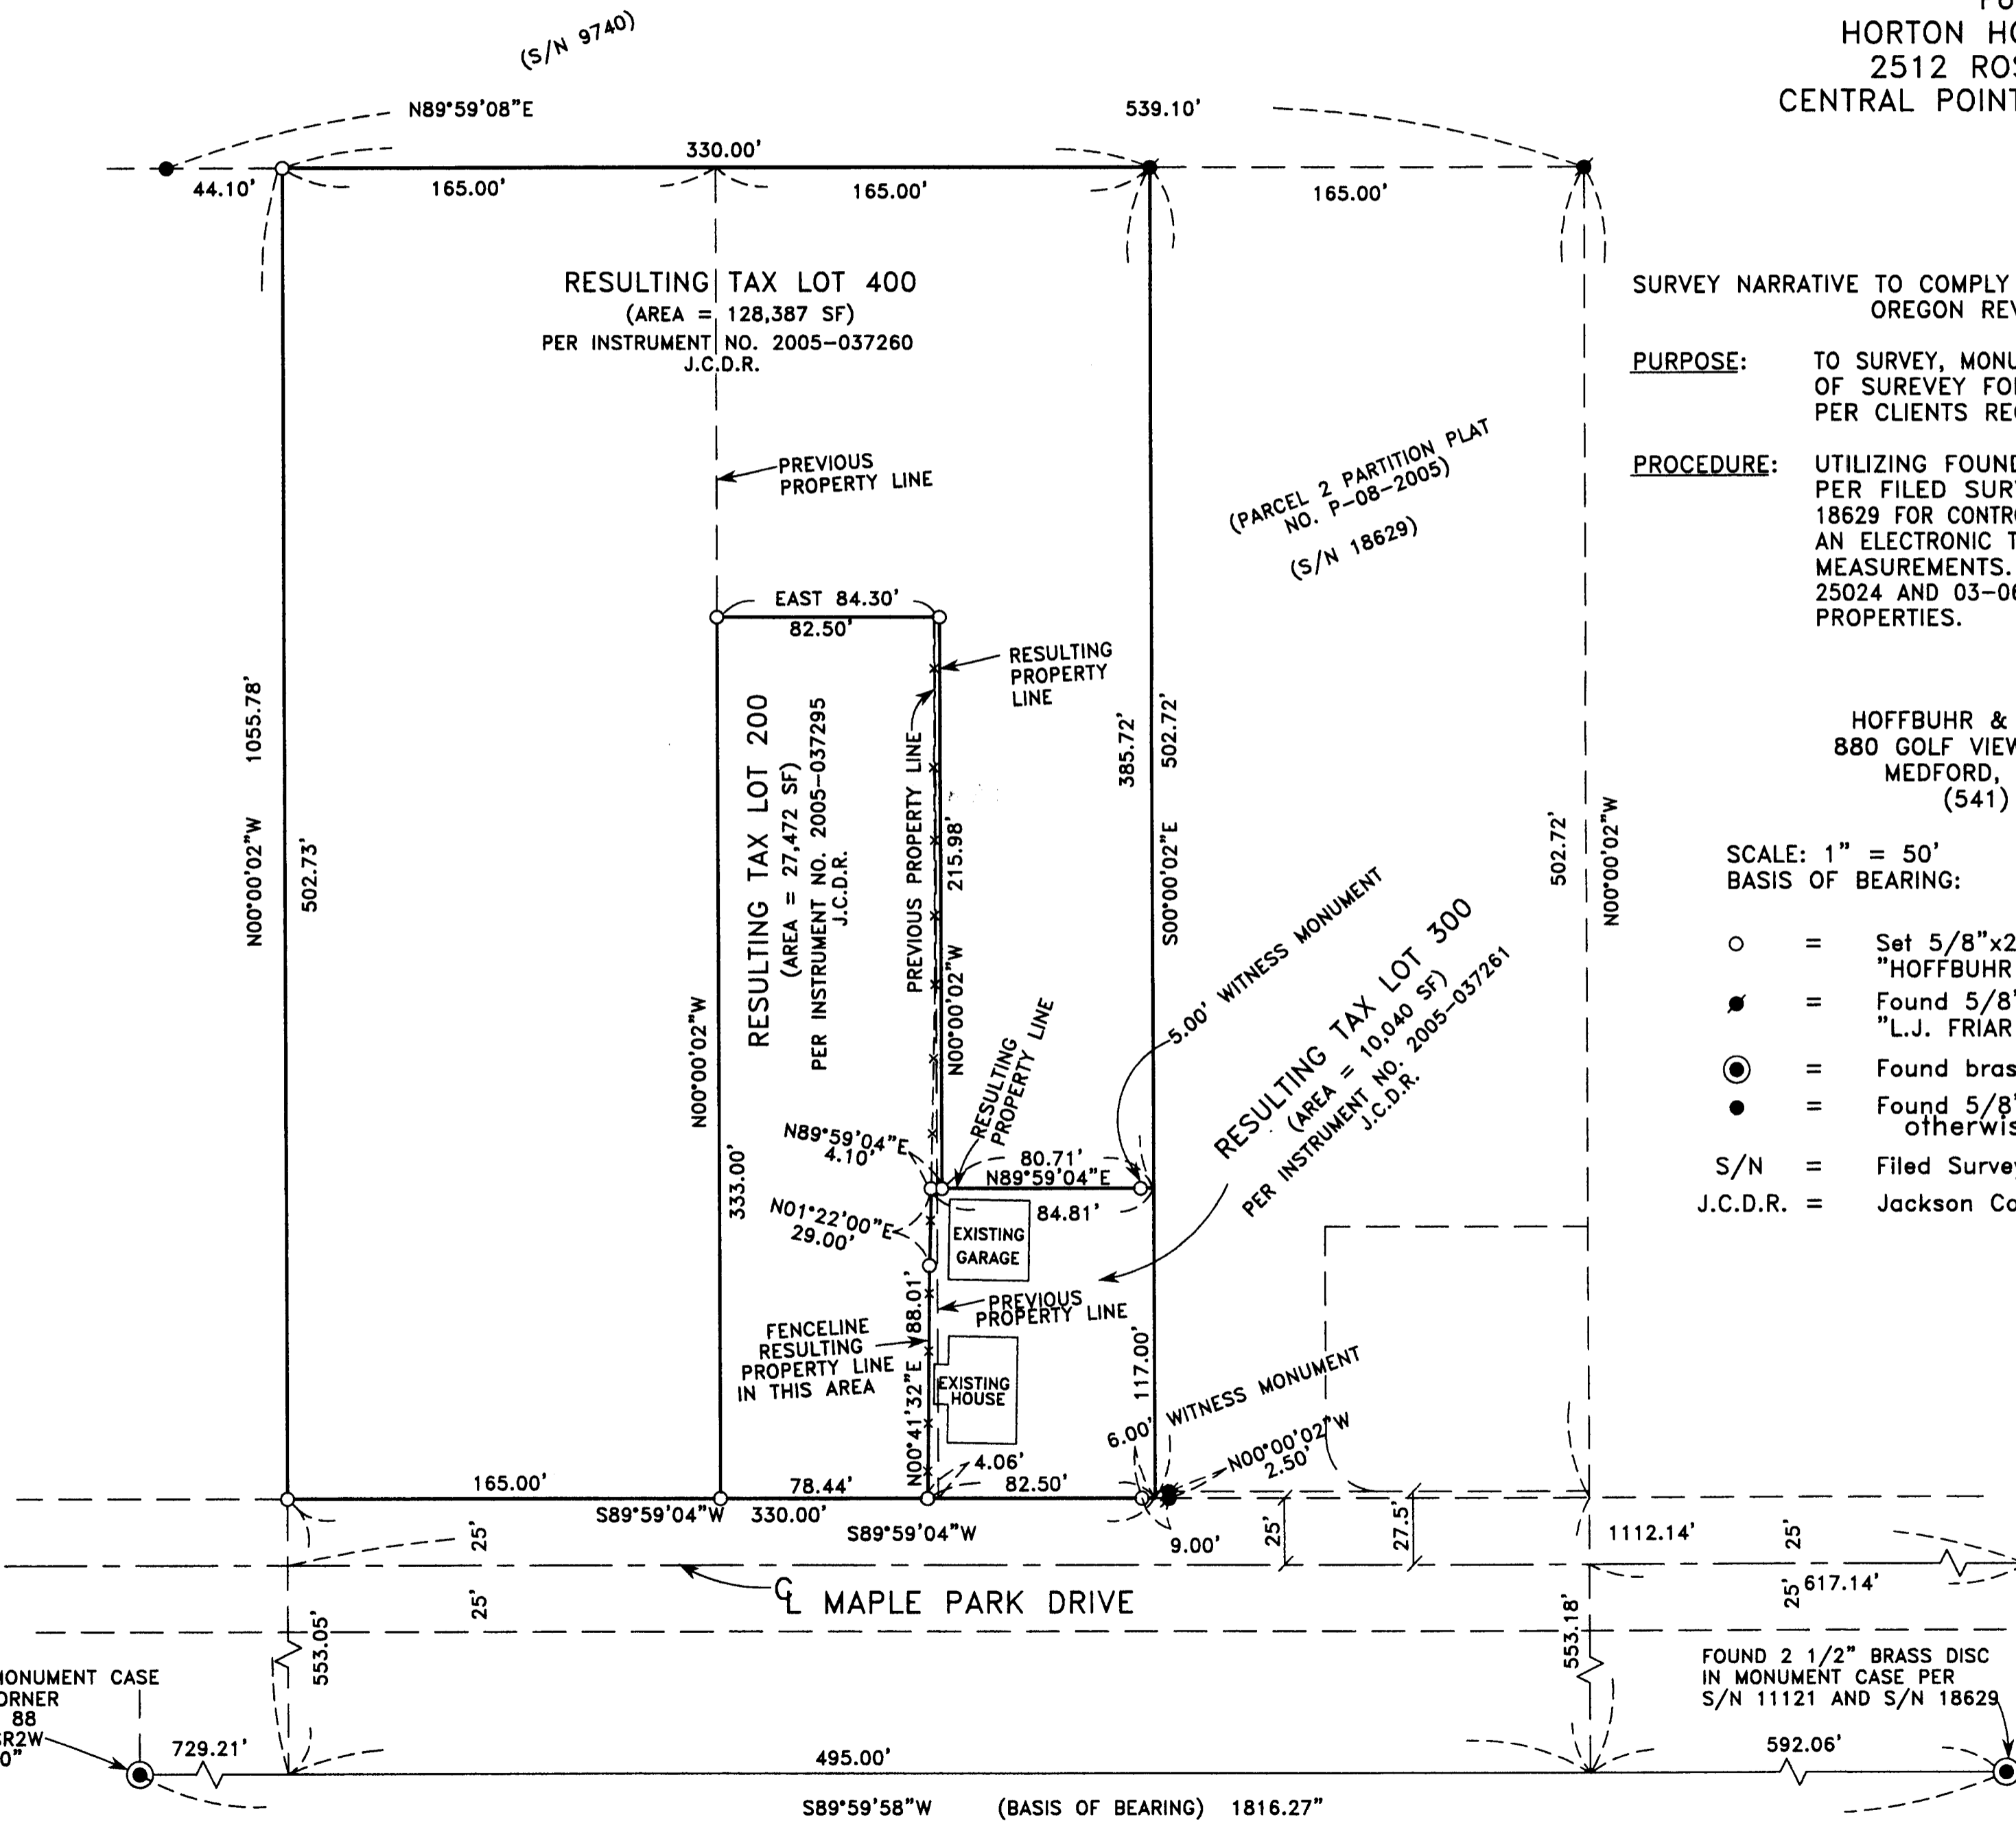 HORTON
2512
CENTRAL POINT
(S/N 9740)
N89°59'08"E
539.10'
330.00'
44.10'
165.00'
165.00'
165.00'
RESULTING TAX LOT 400
(AREA = 128,387 SF)
PER INSTRUMENT NO. 2005-037260
J.C.D.R.
SURVEY NARRATIVE TO COMPLY
OREGON REV
PURPOSE:
TO SURVEY, MONU
OF SUREVEY FO
PER CLIENTS RE
PREVIOUS
PROPERTY LINE
(PARCEL 2 PARTITION PLAT
NO. P-08-2005)
(S/N 18629)
PROCEDURE:
UTILIZING FOUND
PER FILED SUR
18629 FOR CONTR
AN ELECTRONIC T
MEASUREMENTS.
25024 AND 03-0
PROPERTIES.
EAST 84.30'
82.50'
RESULTING
PROPERTY
LINE
N00°00'02"W 1055.78'
502.73'
RESULTING TAX LOT 200
(AREA = 27,472 SF)
PER INSTRUMENT NO. 2005-037295
J.C.D.R.
PREVIOUS PROPERTY LINE
N00°00'02"W 215.98'
385.72'
S00°00'02"E 502.72'
502.72'
N00°00'02"W
HOFFBUHR &
880 GOLF VIEW
MEDFORD,
(541)
SCALE: 1" = 50'
BASIS OF BEARING:
= Set 5/8"x2
"HOFFBUHR
= Found 5/8"
"L.J. FRIAR
= Found bras
= Found 5/8"
otherwis
S/N = Filed Surve
J.C.D.R. = Jackson Co
N00°00'02"W
333.00'
RESULTING
PROPERTY LINE
5.00' WITNESS MONUMENT
RESULTING TAX LOT 300
(AREA = 10,040 SF)
PER INSTRUMENT NO. 2005-037261
J.C.D.R.
N89°59'04"E
4.10'
80.71'
N89°59'04"E
84.81'
N01°22'00"E
29.00'
EXISTING
GARAGE
PREVIOUS
PROPERTY LINE
FENCELINE
RESULTING
PROPERTY LINE
IN THIS AREA
N00°41'32"E 88.01'
EXISTING
HOUSE
117.00'
6.00' WITNESS MONUMENT
N00°00'02"W
2.50'
4.06'
165.00'
78.44'
82.50'
S89°59'04"W 330.00'
S89°59'04"W
9.00'
25'
27.5'
1112.14'
25'
25'
25'
25'
617.14'
℄ MAPLE PARK DRIVE
553.05'
553.18'
MONUMENT CASE
ORNER
88
R2W
0"
FOUND 2 1/2" BRASS DISC
IN MONUMENT CASE PER
S/N 11121 AND S/N 18629
729.21'
495.00'
592.06'
S89°59'58"W (BASIS OF BEARING) 1816.27"